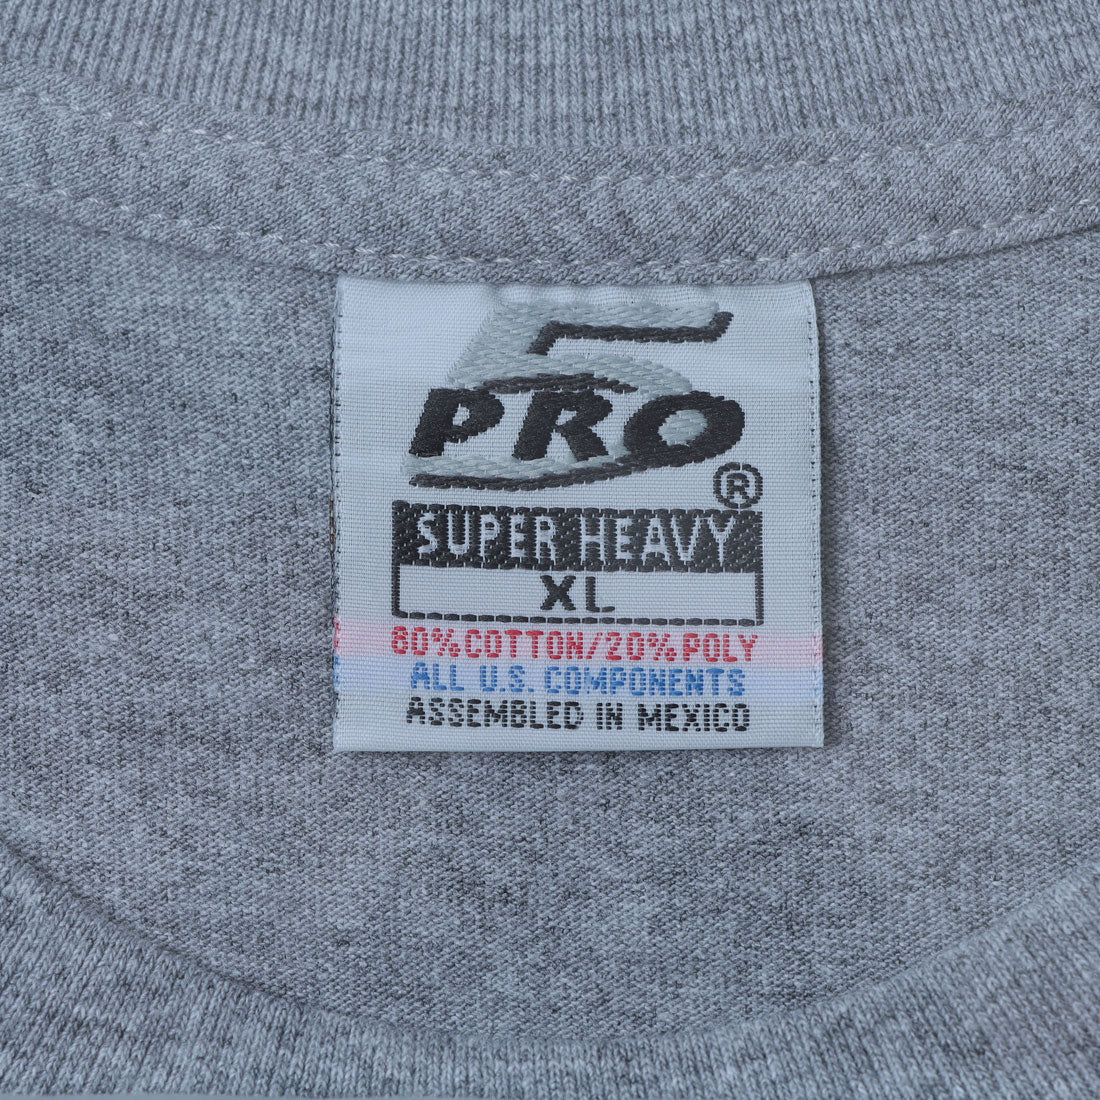 5
PRO
®
SUPER HEAVY
XL
80% COTTON/20% POLY
ALL U.S. COMPONENTS
ASSEMBLED IN MEXICO